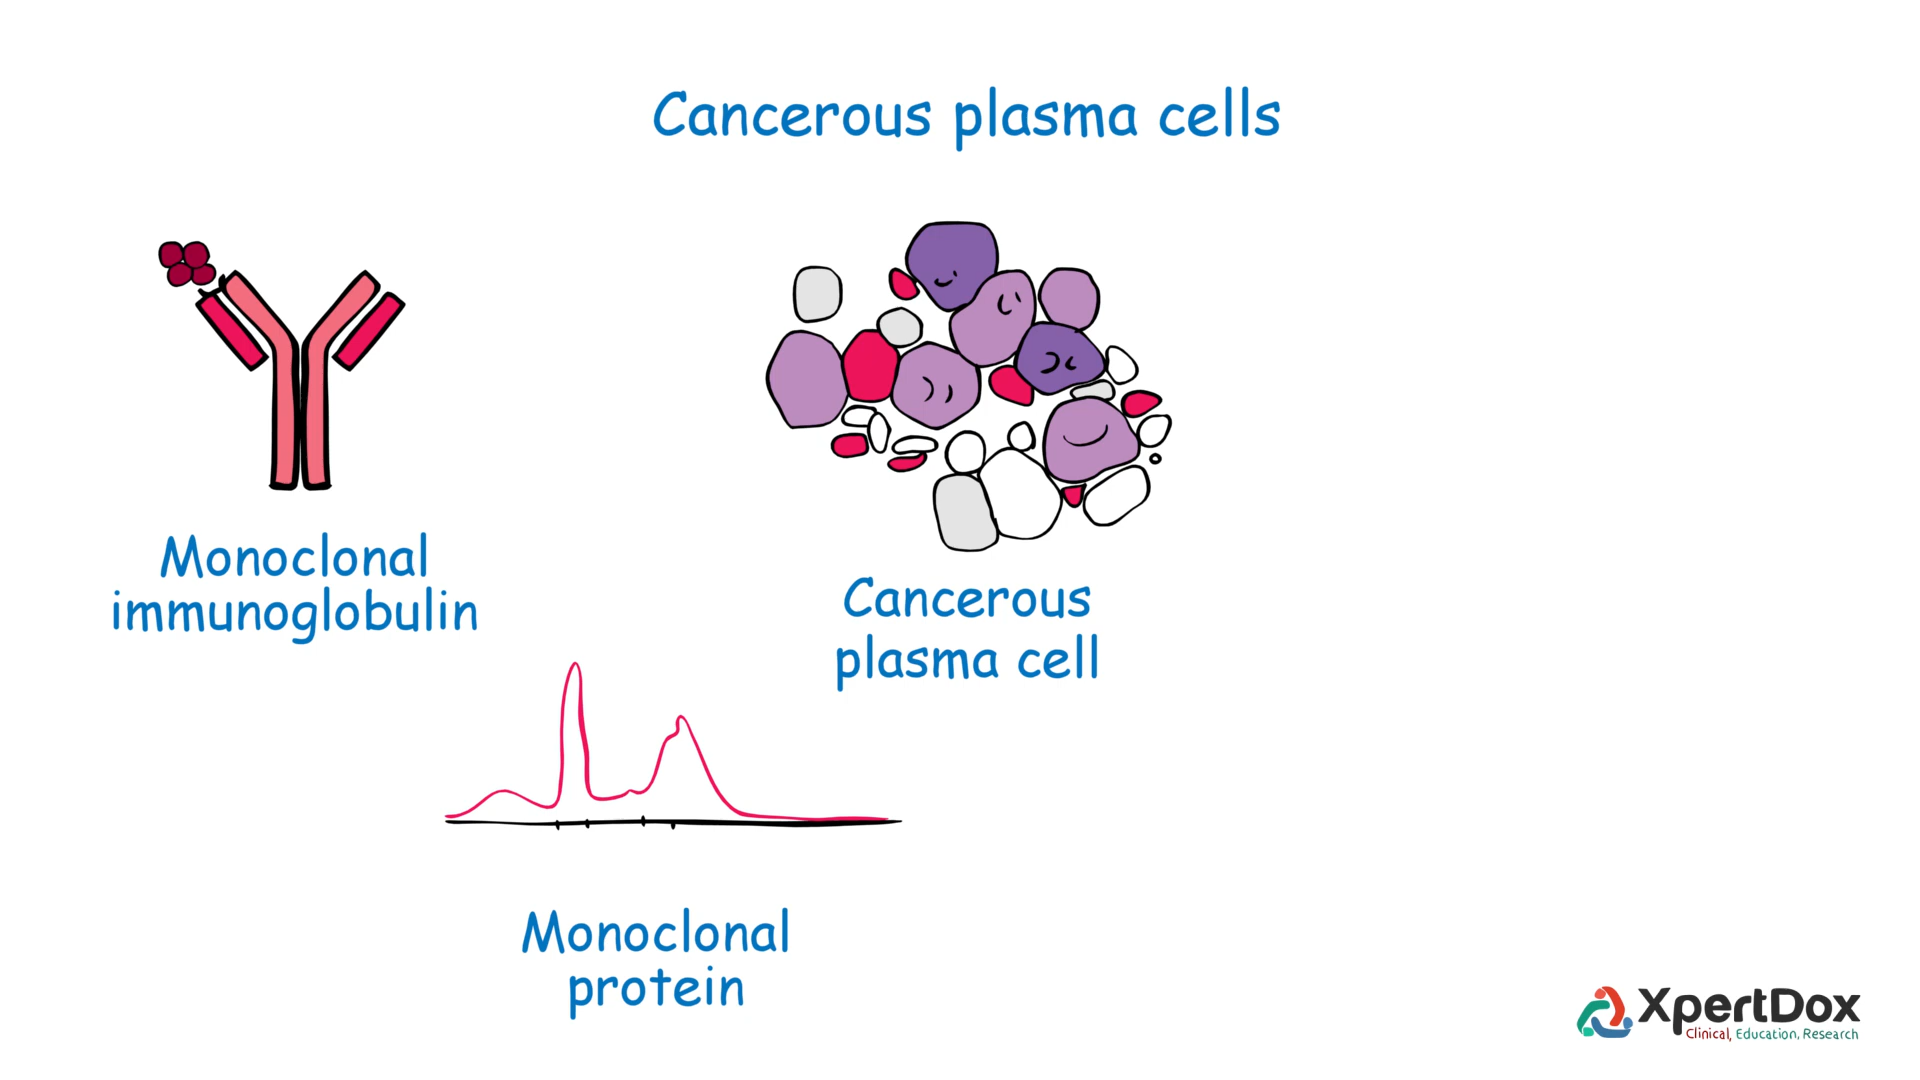 Cancerous plasma cells
Monoclonal
immunoglobulin
Cancerous
plasma cell
Monoclonal
protein
XpertDox
Clinical, Education, Research